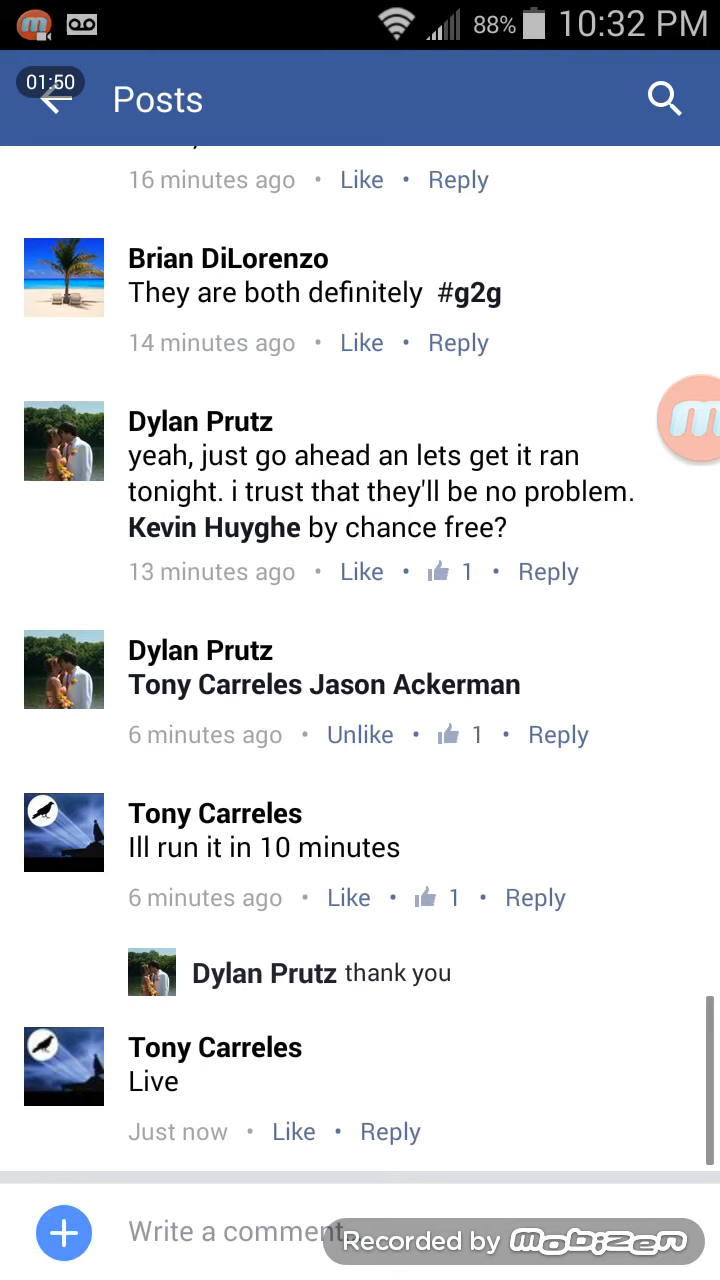 88% 10:32 PM
01:50
Posts
16 minutes ago • Like • Reply
Brian DiLorenzo
They are both definitely #g2g
14 minutes ago • Like • Reply
Dylan Prutz
yeah, just go ahead an lets get it ran
tonight. i trust that they'll be no problem.
Kevin Huyghe by chance free?
13 minutes ago • Like • 1 • Reply
Dylan Prutz
Tony Carreles Jason Ackerman
6 minutes ago • Unlike • 1 • Reply
Tony Carreles
Ill run it in 10 minutes
6 minutes ago • Like • 1 • Reply
Dylan Prutz thank you
Tony Carreles
Live
Just now • Like • Reply
Write a comment
Recorded by mobizen